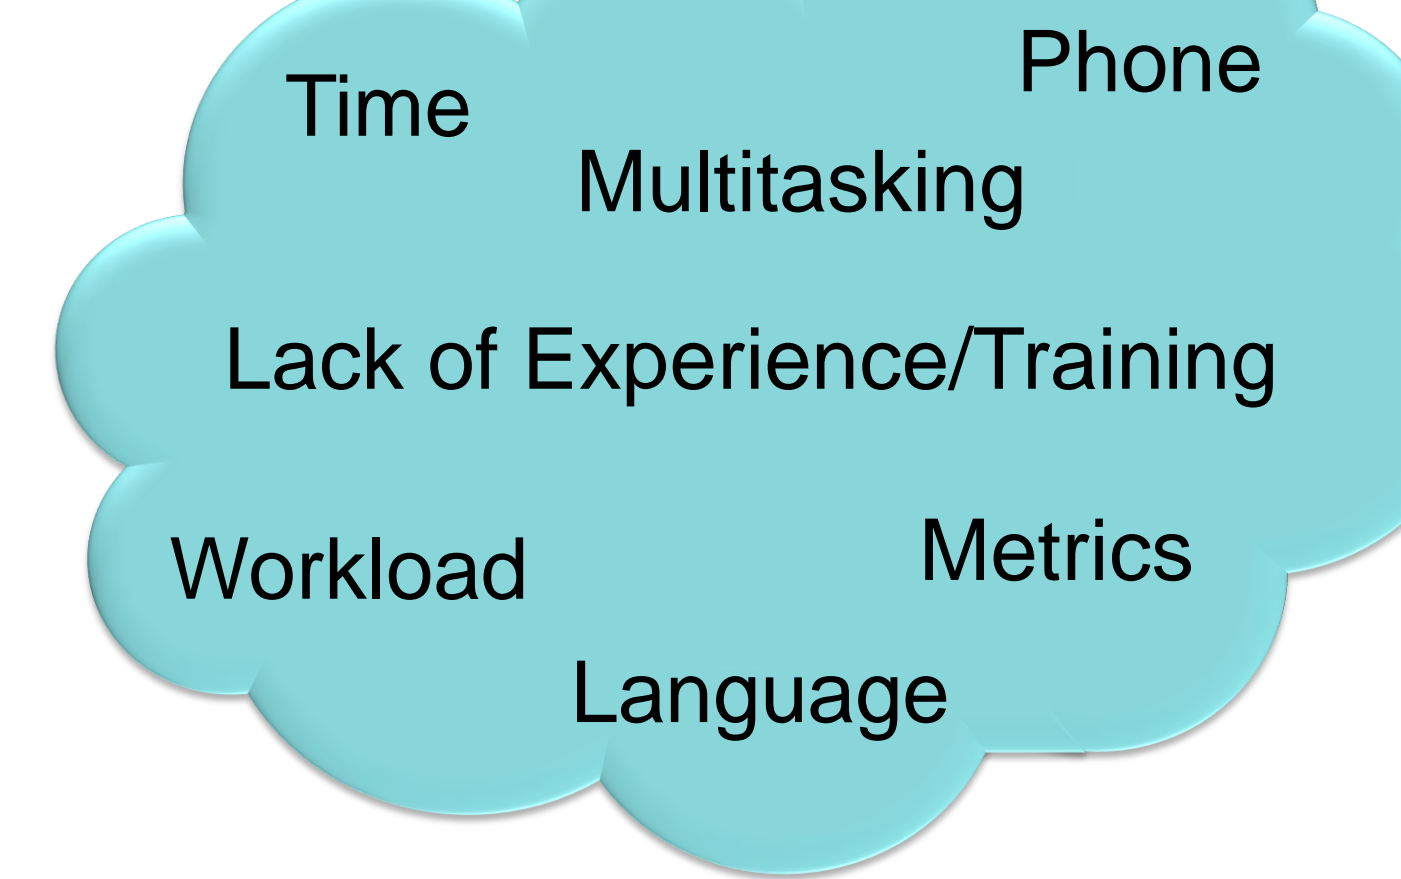 Phone
Time
Multitasking
Lack of Experience/Training
Metrics
Workload
Language